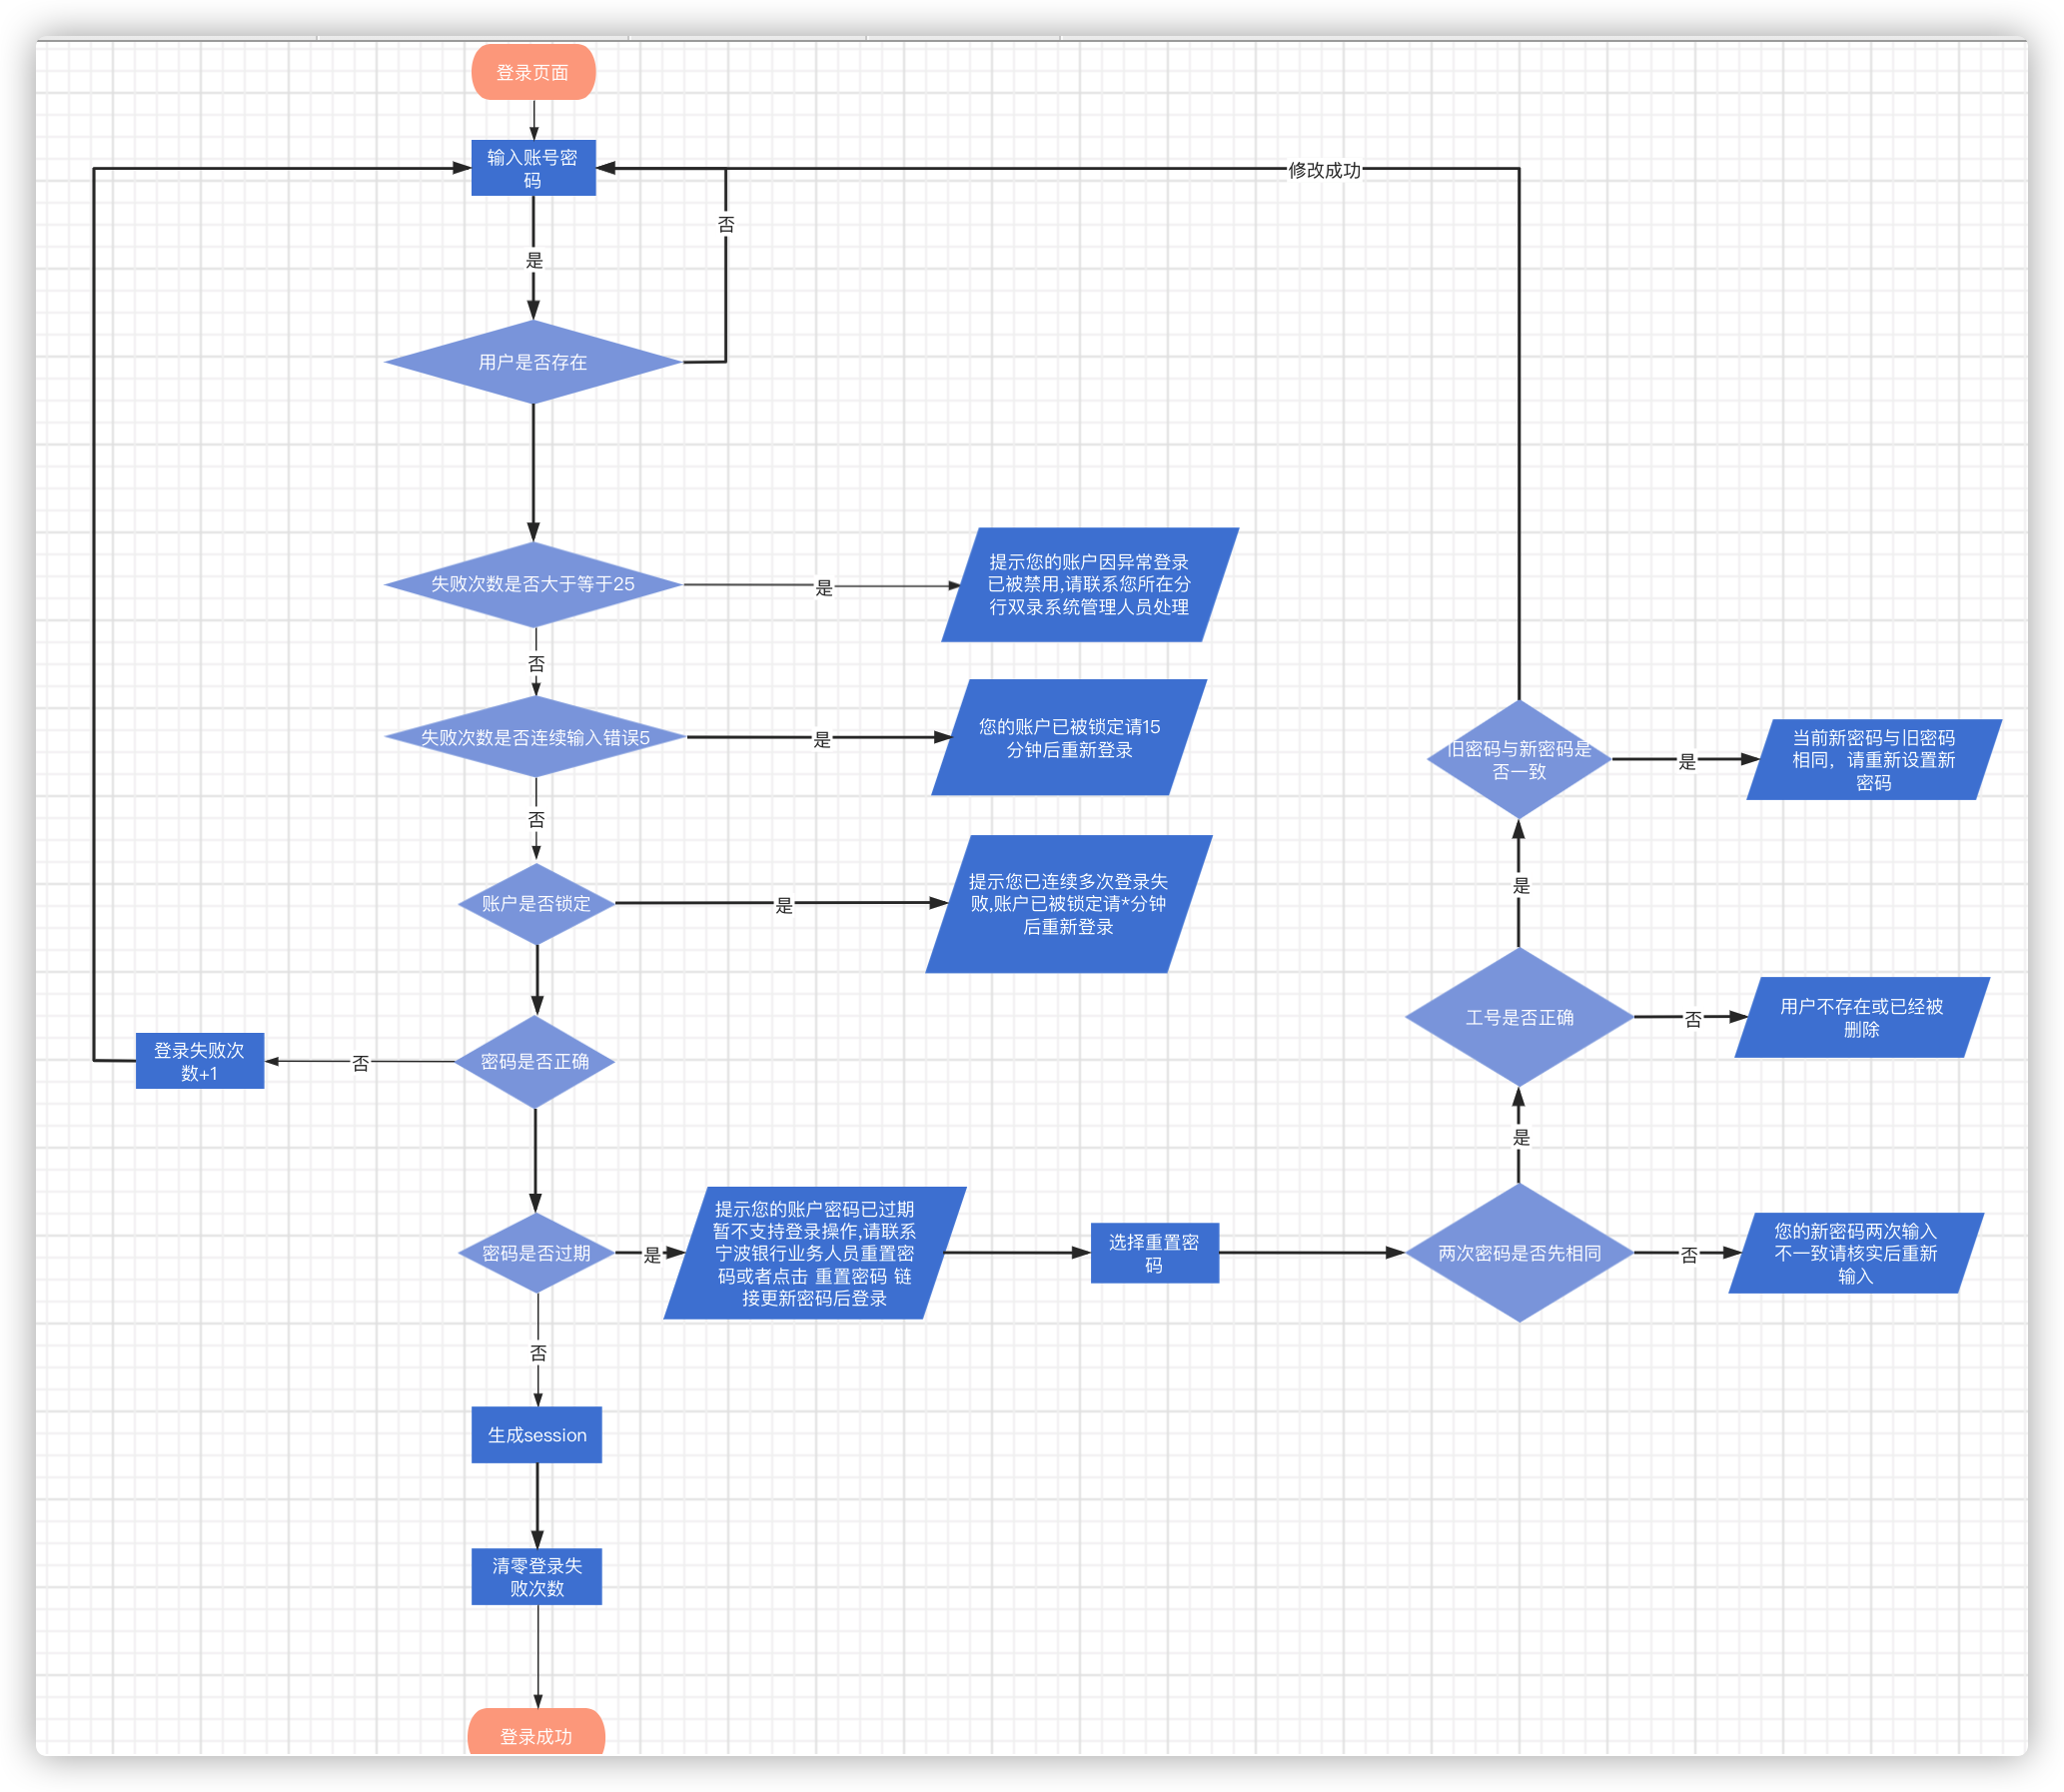 登录页面
输入账号密
码
修改成功
否
是
用户是否存在
失败次数是否大于等于25
是
提示您的账户因异常登录
已被禁用,请联系您所在分
行双录系统管理人员处理
否
失败次数是否连续输入错误5
是
您的账户已被锁定请15
分钟后重新登录
旧密码与新密码是
否一致
是
当前新密码与旧密码
相同，请重新设置新
密码
否
账户是否锁定
是
提示您已连续多次登录失
败,账户已被锁定请*分钟
后重新登录
是
工号是否正确
否
用户不存在或已经被
删除
登录失败次
数+1
否
密码是否正确
是
密码是否过期
是
提示您的账户密码已过期
暂不支持登录操作,请联系
宁波银行业务人员重置密
码或者点击 重置密码 链
接更新密码后登录
选择重置密
码
两次密码是否先相同
否
您的新密码两次输入
不一致请核实后重新
输入
否
生成session
清零登录失
败次数
登录成功